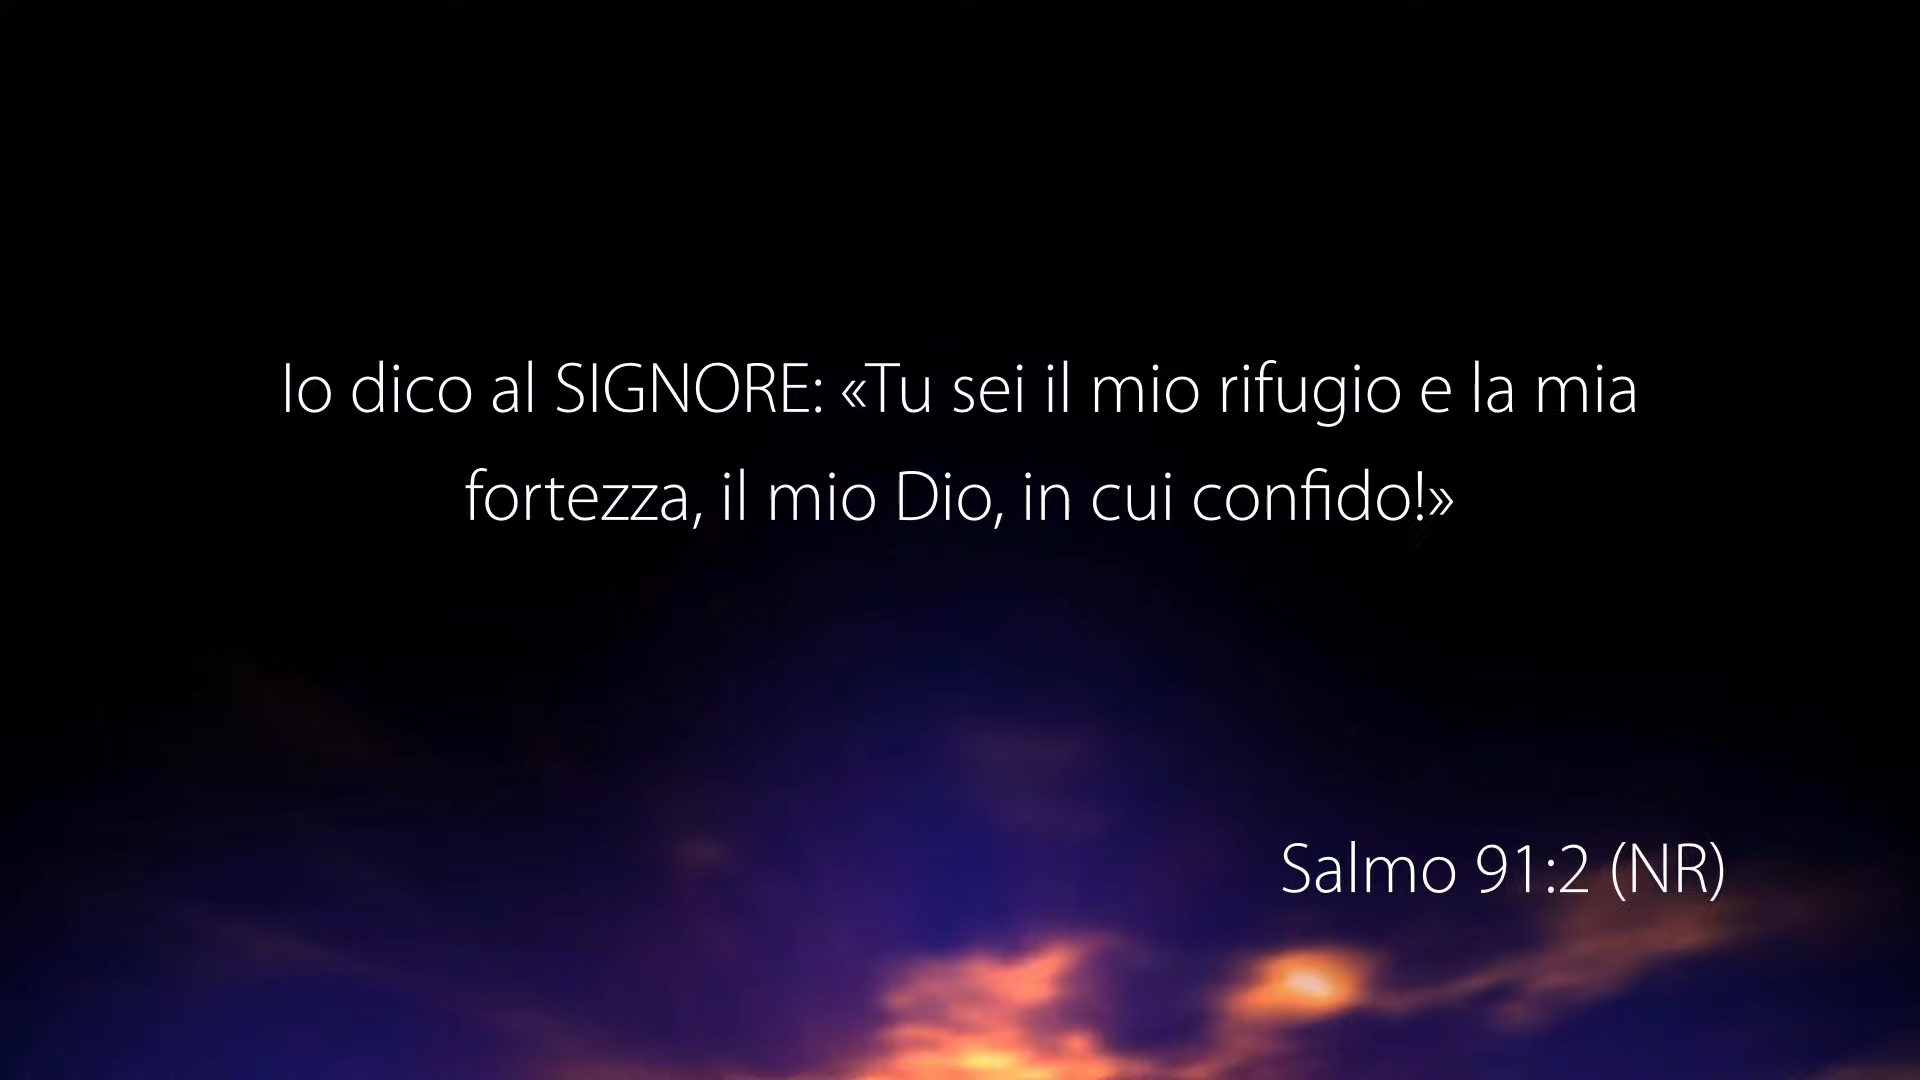 Io dico al SIGNORE: «Tu sei il mio rifugio e la mia
fortezza, il mio Dio, in cui confido!»
Salmo 91:2 (NR)